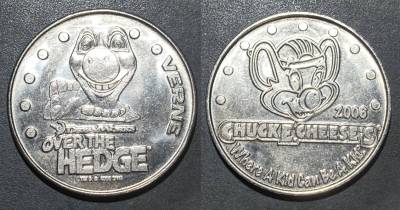 VERNE
DreamWorks
OVER THE
HEDGE
2006
CHUCK E. CHEESE'S
Where A Kid Can Be A Kid